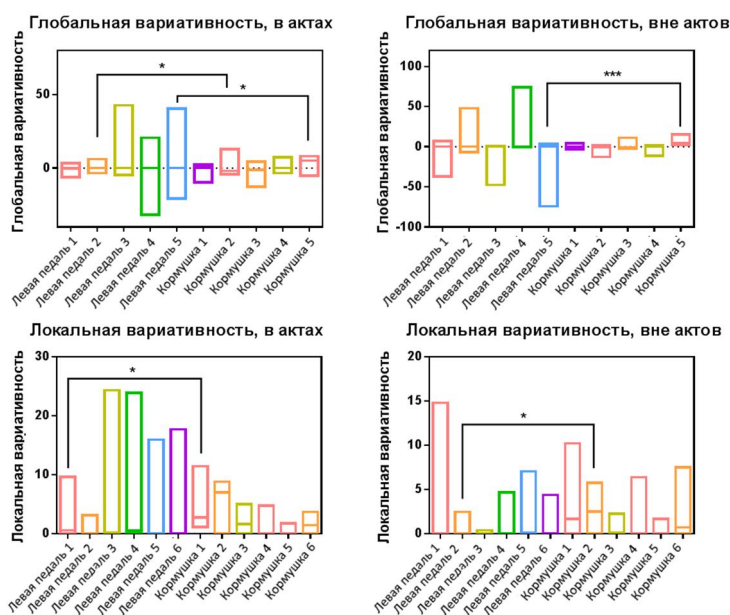 Глобальная вариативность, в актах
Глобальная вариативность
50
0
*
*
Левая педаль 1
Левая педаль 2
Левая педаль 3
Левая педаль 4
Левая педаль 5
Кормушка 1
Кормушка 2
Кормушка 3
Кормушка 4
Кормушка 5
Глобальная вариативность, вне актов
Глобальная вариативность
100
50
0
-50
-100
***
Левая педаль 1
Левая педаль 2
Левая педаль 3
Левая педаль 4
Левая педаль 5
Кормушка 1
Кормушка 2
Кормушка 3
Кормушка 4
Кормушка 5
Локальная вариативность, в актах
Локальная вариативность
30
20
10
0
*
Левая педаль 1
Левая педаль 2
Левая педаль 3
Левая педаль 4
Левая педаль 5
Левая педаль 6
Кормушка 1
Кормушка 2
Кормушка 3
Кормушка 4
Кормушка 5
Кормушка 6
Локальная вариативность, вне актов
Локальная вариативность
20
15
10
5
0
*
Левая педаль 1
Левая педаль 2
Левая педаль 3
Левая педаль 4
Левая педаль 5
Левая педаль 6
Кормушка 1
Кормушка 2
Кормушка 3
Кормушка 4
Кормушка 5
Кормушка 6